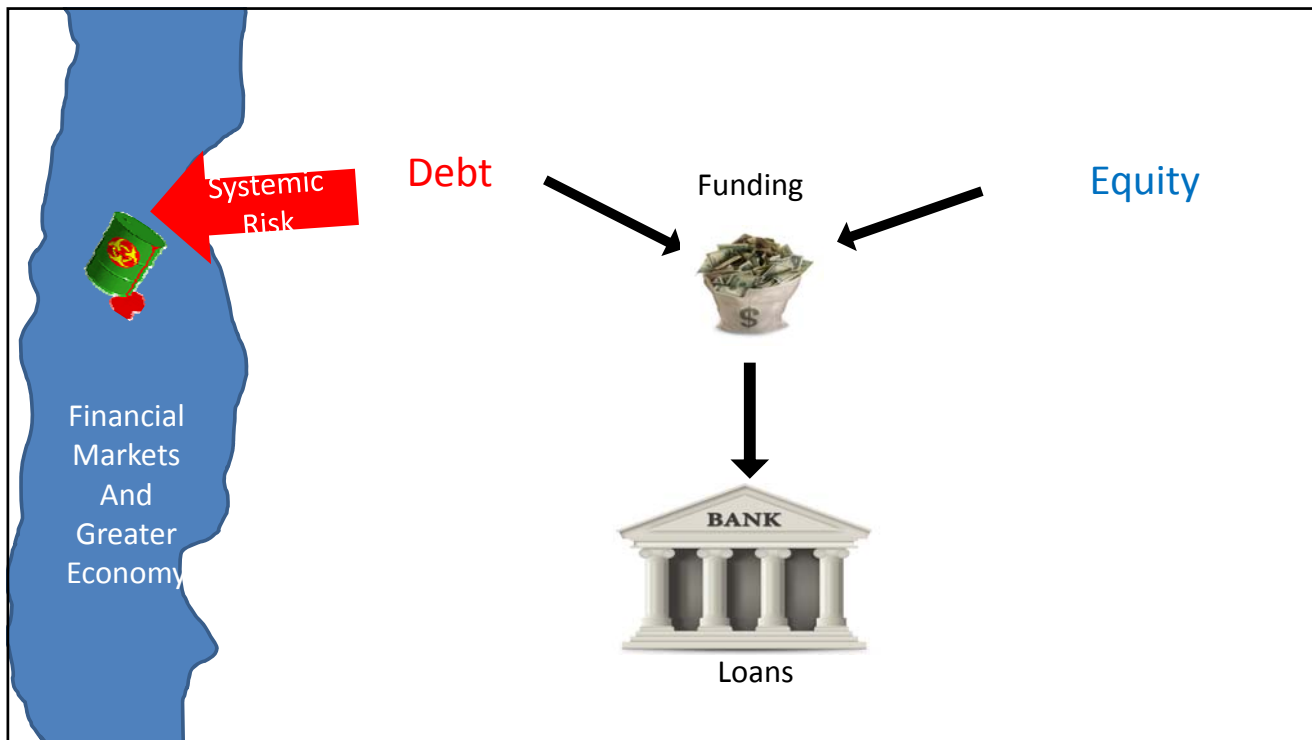 Debt
Funding
Equity
Systemic
Risk
$
BANK
Financial
Markets
And
Greater
Economy
Loans